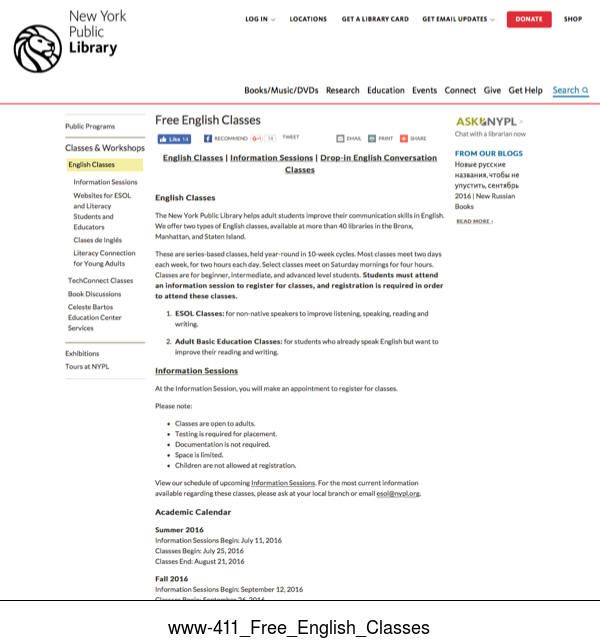 New York
Public
Library
LOG IN
LOCATIONS
GET A LIBRARY CARD
GET EMAIL UPDATES
DONATE
SHOP
Books/Music/DVDs Research Education Events Connect Give Get Help Search
Public Programs
Classes & Workshops
English Classes
Information Sessions
Websites for ESOL
and Literacy
Students and
Educators
Clases de Inglés
Literacy Connection
for Young Adults
TechConnect Classes
Book Discussions
Celeste Bartos
Education Center
Services
Exhibitions
Tours at NYPL
Free English Classes
Like 14 RECOMMEND G+1 14 TWEET EMAIL PRINT SHARE
English Classes | Information Sessions | Drop-in English Conversation
Classes
English Classes
The New York Public Library helps adult students improve their communication skills in English.
We offer two types of English classes, available at more than 40 libraries in the Bronx,
Manhattan, and Staten Island.
These are series-based classes, held year-round in 10-week cycles. Most classes meet two days
each week, for two hours each day. Select classes meet on Saturday mornings for four hours.
Classes are for beginner, intermediate, and advanced level students. Students must attend
an information session to register for classes, and registration is required in order
to attend these classes.
1. ESOL Classes: for non-native speakers to improve listening, speaking, reading and
writing.
2. Adult Basic Education Classes: for students who already speak English but want to
improve their reading and writing.
Information Sessions
At the Information Session, you will make an appointment to register for classes.
Please note:
• Classes are open to adults.
• Testing is required for placement.
• Documentation is not required.
• Space is limited.
• Children are not allowed at registration.
View our schedule of upcoming Information Sessions. For the most current information
available regarding these classes, please ask at your local branch or email esol@nypl.org.
Academic Calendar
Summer 2016
Information Sessions Begin: July 11, 2016
Classses Begin: July 25, 2016
Classes End: August 21, 2016
Fall 2016
Information Sessions Begin: September 12, 2016
ASK NYPL
Chat with a librarian now
FROM OUR BLOGS
Новые русские
названия, чтобы не
упустить, сентябрь
2016 | New Russian
Books
READ MORE ›
www-411_Free_English_Classes